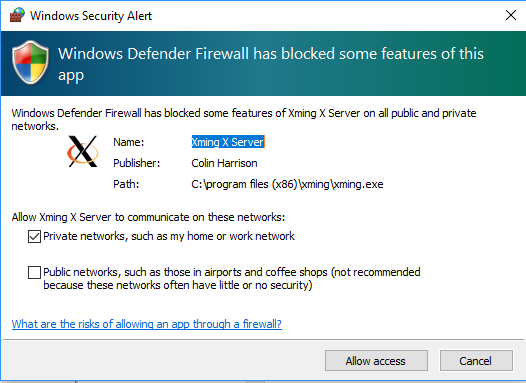 Windows Security Alert
Windows Defender Firewall has blocked some features of this
app
Windows Defender Firewall has blocked some features of Xming X Server on all public and private
networks.
Name: Xming X Server
Publisher: Colin Harrison
Path: C:\program files (x86)\xming\xming.exe
Allow Xming X Server to communicate on these networks:
Private networks, such as my home or work network
Public networks, such as those in airports and coffee shops (not recommended
because these networks often have little or no security)
What are the risks of allowing an app through a firewall?
Allow access Cancel